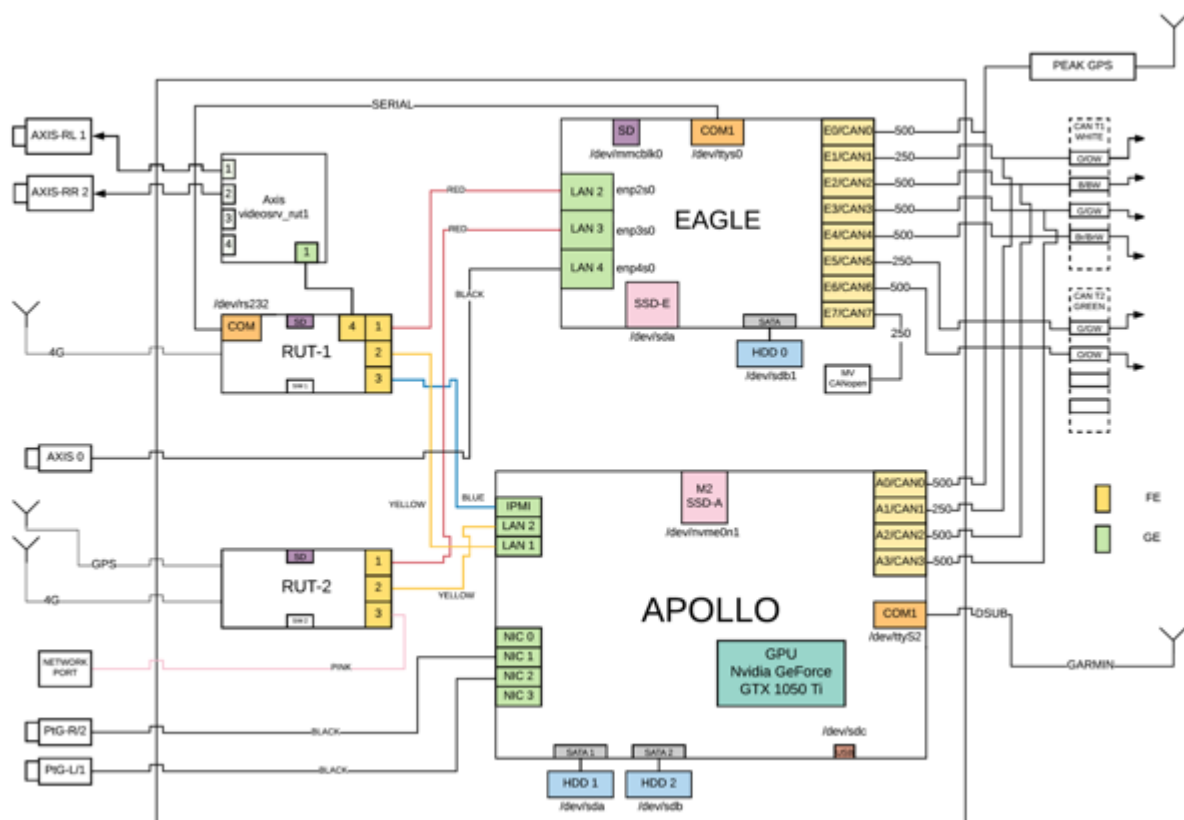 PEAK GPS
SERIAL
AXIS-RL 1
AXIS-RR 2
1
2
3
4
Axis
videosrv_rut1
1
SD
/dev/mmcblk0
COM1
/dev/ttys0
LAN 2
enp2s0
LAN 3
enp3s0
LAN 4
enp4s0
EAGLE
SSD-E
/dev/sda
SATA
HDD 0
/dev/sdb1
E0/CAN0
E1/CAN1
E2/CAN2
E3/CAN3
E4/CAN4
E5/CAN5
E6/CAN6
E7/CAN7
500
250
500
500
500
250
500
250
MV
CANopen
CAN T1
WHITE
O/OW
B/BW
G/GW
Br/BrW
CAN T2
GREEN
G/GW
O/OW
RED
RED
BLACK
/dev/rs232
COM
SD
4
1
2
3
RUT-1
SIM 1
4G
AXIS 0
YELLOW
BLUE
GPS
4G
SD
RUT-2
SIM 2
1
2
3
YELLOW
PINK
NETWORK
PORT
PtG-R/2
BLACK
PtG-L/1
BLACK
IPMI
LAN 2
LAN 1
NIC 0
NIC 1
NIC 2
NIC 3
M2
SSD-A
/dev/nvme0n1
APOLLO
GPU
Nvidia GeForce
GTX 1050 Ti
A0/CAN0
A1/CAN1
A2/CAN2
A3/CAN3
500
250
500
500
COM1
/dev/ttyS2
DSUB
GARMIN
/dev/sdc
USB
SATA 1
HDD 1
/dev/sda
SATA 2
HDD 2
/dev/sdb
FE
GE